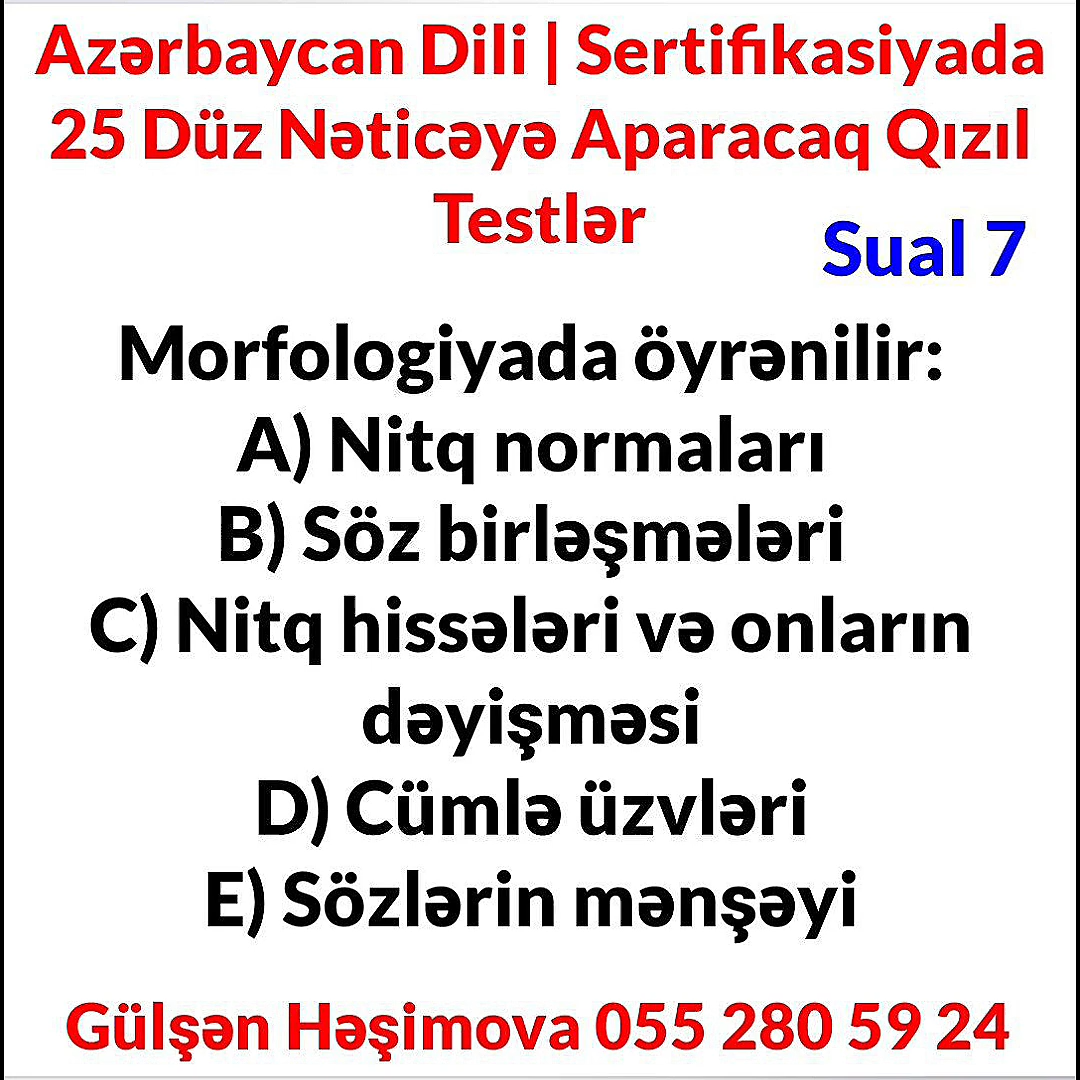 Azərbaycan Dili | Sertifikasiyada
25 Düz Nəticəyə Aparacaq Qızıl
Testlər
Sual 7
Morfologiyada öyrənilir:
A) Nitq normaları
B) Söz birləşmələri
C) Nitq hissələri və onların
dəyişməsi
D) Cümlə üzvləri
E) Sözlərin mənşəyi
Gülşən Həşimova 055 280 59 24